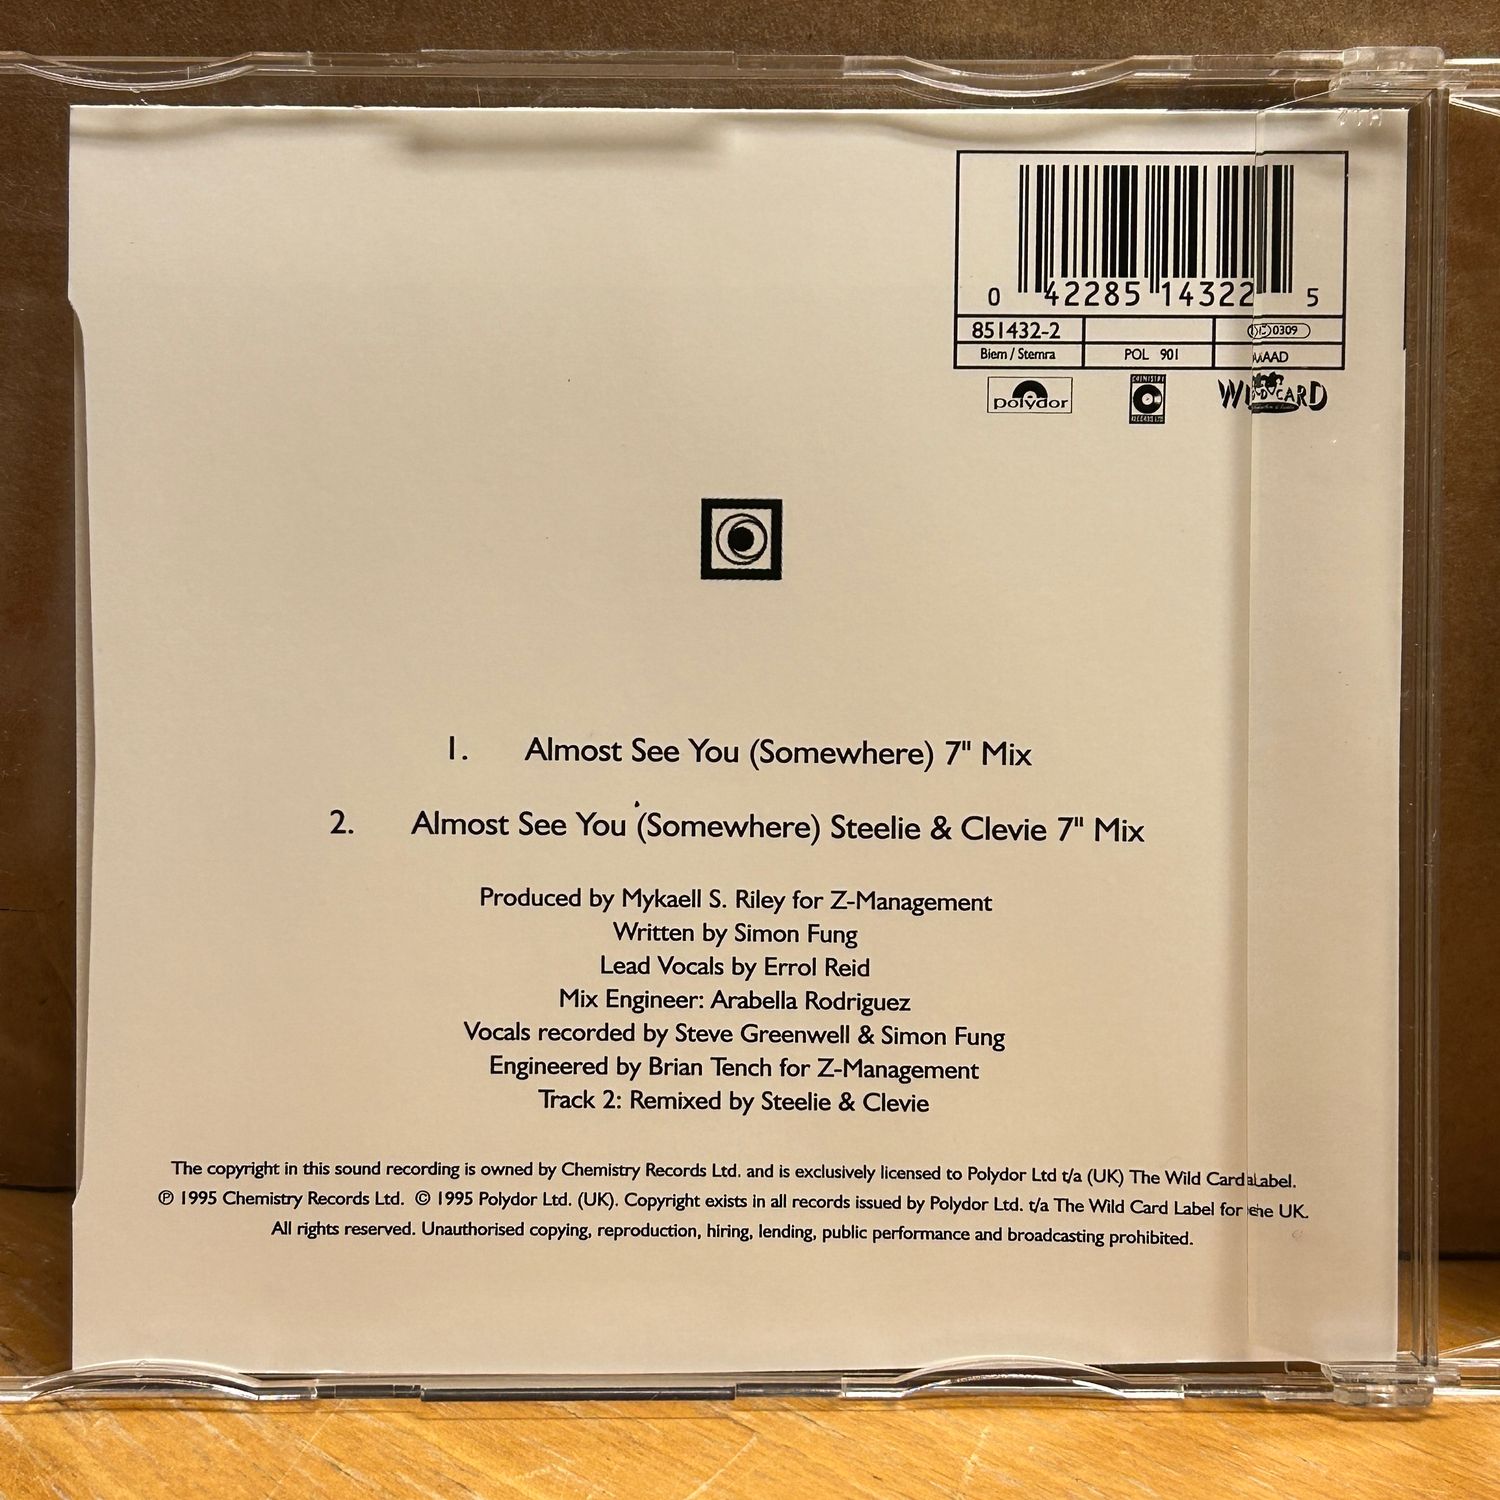 0 42285 14322 5
851432-2
0309
Biem / Stemra POL 901
polydor WILDCARD
1. Almost See You (Somewhere) 7" Mix
2. Almost See You (Somewhere) Steelie & Clevie 7" Mix
Produced by Mykaell S. Riley for Z-Management
Written by Simon Fung
Lead Vocals by Errol Reid
Mix Engineer: Arabella Rodriguez
Vocals recorded by Steve Greenwell & Simon Fung
Engineered by Brian Tench for Z-Management
Track 2: Remixed by Steelie & Clevie
The copyright in this sound recording is owned by Chemistry Records Ltd. and is exclusively licensed to Polydor Ltd t/a (UK) The Wild Card Label.
℗ 1995 Chemistry Records Ltd. © 1995 Polydor Ltd. (UK). Copyright exists in all records issued by Polydor Ltd. t/a The Wild Card Label for the UK.
All rights reserved. Unauthorised copying, reproduction, hiring, lending, public performance and broadcasting prohibited.